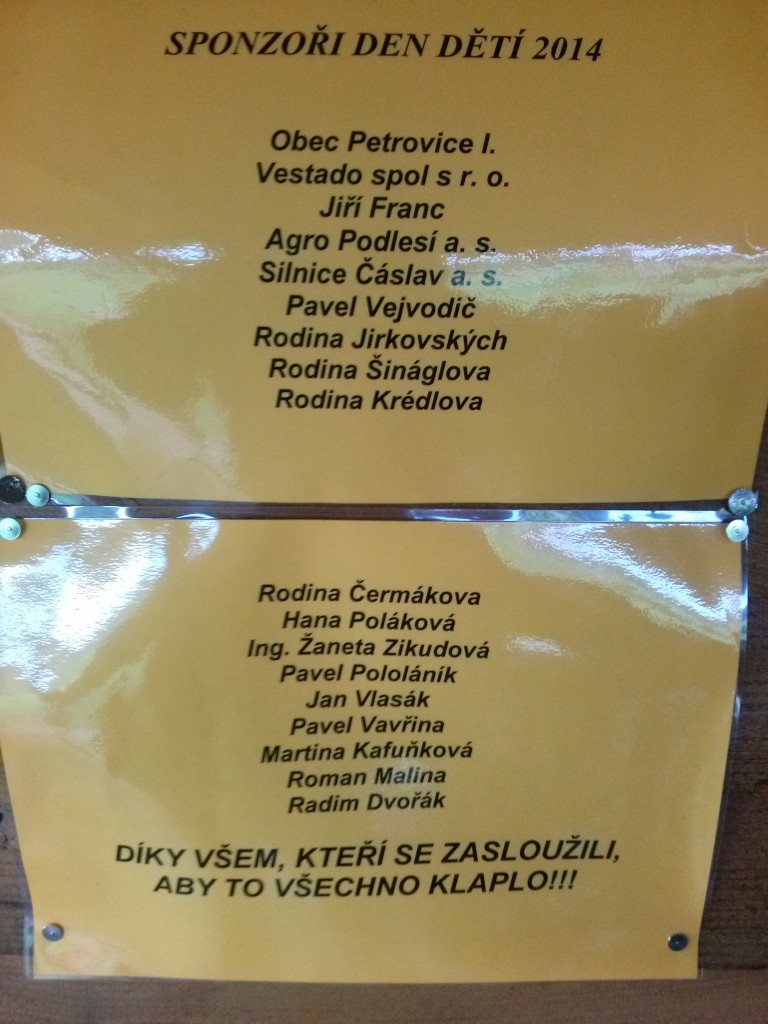 SPONZOŘI DEN DĚTÍ 2014
Obec Petrovice I.
Vestado spol s r. o.
Jiří Franc
Agro Podlesí a. s.
Silnice Čáslav a. s.
Pavel Vejvodič
Rodina Jirkovských
Rodina Šináglova
Rodina Krédlova
Rodina Čermákova
Hana Poláková
Ing. Žaneta Zikudová
Pavel Pololáník
Jan Vlasák
Pavel Vavřina
Martina Kafuňková
Roman Malina
Radim Dvořák
DÍKY VŠEM, KTEŘÍ SE ZASLOUŽILI,
ABY TO VŠECHNO KLAPLO!!!